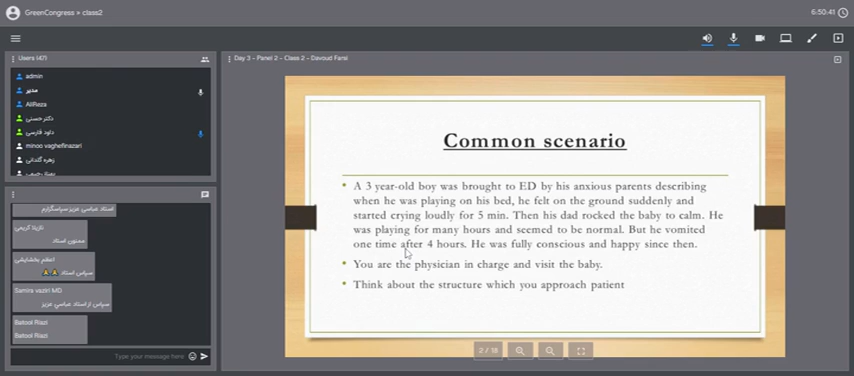 GreenCongress » class2
6:50:41
Users (47)
admin
مدیر
AliReza
دکتر حسنی
داود فارسی
minoo vaghefinazari
زهره گلدانی
استاد عباسی عزیز سپاسگزارم
نازیتا کریمی
ممنون استاد
اعظم بخشایشی
سپاس استاد
Samira vaziri MD
سپاس از استاد عباسی عزیز
Batool Riazi
Batool Riazi
Type your message here
Day 3 - Panel 2 - Class 2 - Davoud Farsi
Common scenario
• A 3 year-old boy was brought to ED by his anxious parents describing
when he was playing on his bed, he felt on the ground suddenly and
started crying loudly for 5 min. Then his dad rocked the baby to calm. He
was playing for many hours and seemed to be normal. But he vomited
one time after 4 hours. He was fully conscious and happy since then.
• You are the physician in charge and visit the baby.
• Think about the structure which you approach patient
2 / 18